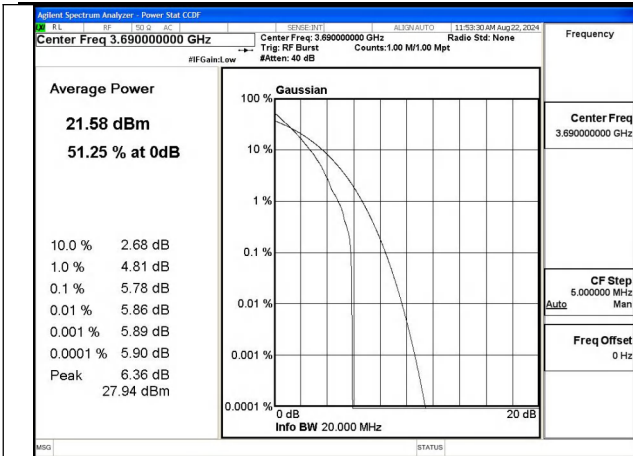 Agilent Spectrum Analyzer - Power Stat CCDF
RL RF 50 Ω AC SENSE:INT ALIGN AUTO 11:53:30 AM Aug 22, 2024
Center Freq 3.690000000 GHz
Center Freq: 3.690000000 GHz Radio Std: None
Trig: RF Burst Counts:1.00 M/1.00 Mpt
#IFGain:Low #Atten: 40 dB
Frequency
Average Power
21.58 dBm
51.25 % at 0dB
10.0 % 2.68 dB
1.0 % 4.81 dB
0.1 % 5.78 dB
0.01 % 5.86 dB
0.001 % 5.89 dB
0.0001 % 5.90 dB
Peak 6.36 dB
27.94 dBm
Gaussian
100 %
10 %
1 %
0.1 %
0.01 %
0.001 %
0.0001 %
0 dB 20 dB
Info BW 20.000 MHz
Center Freq
3.690000000 GHz
CF Step
5.000000 MHz
Auto Man
Freq Offset
0 Hz
MSG STATUS